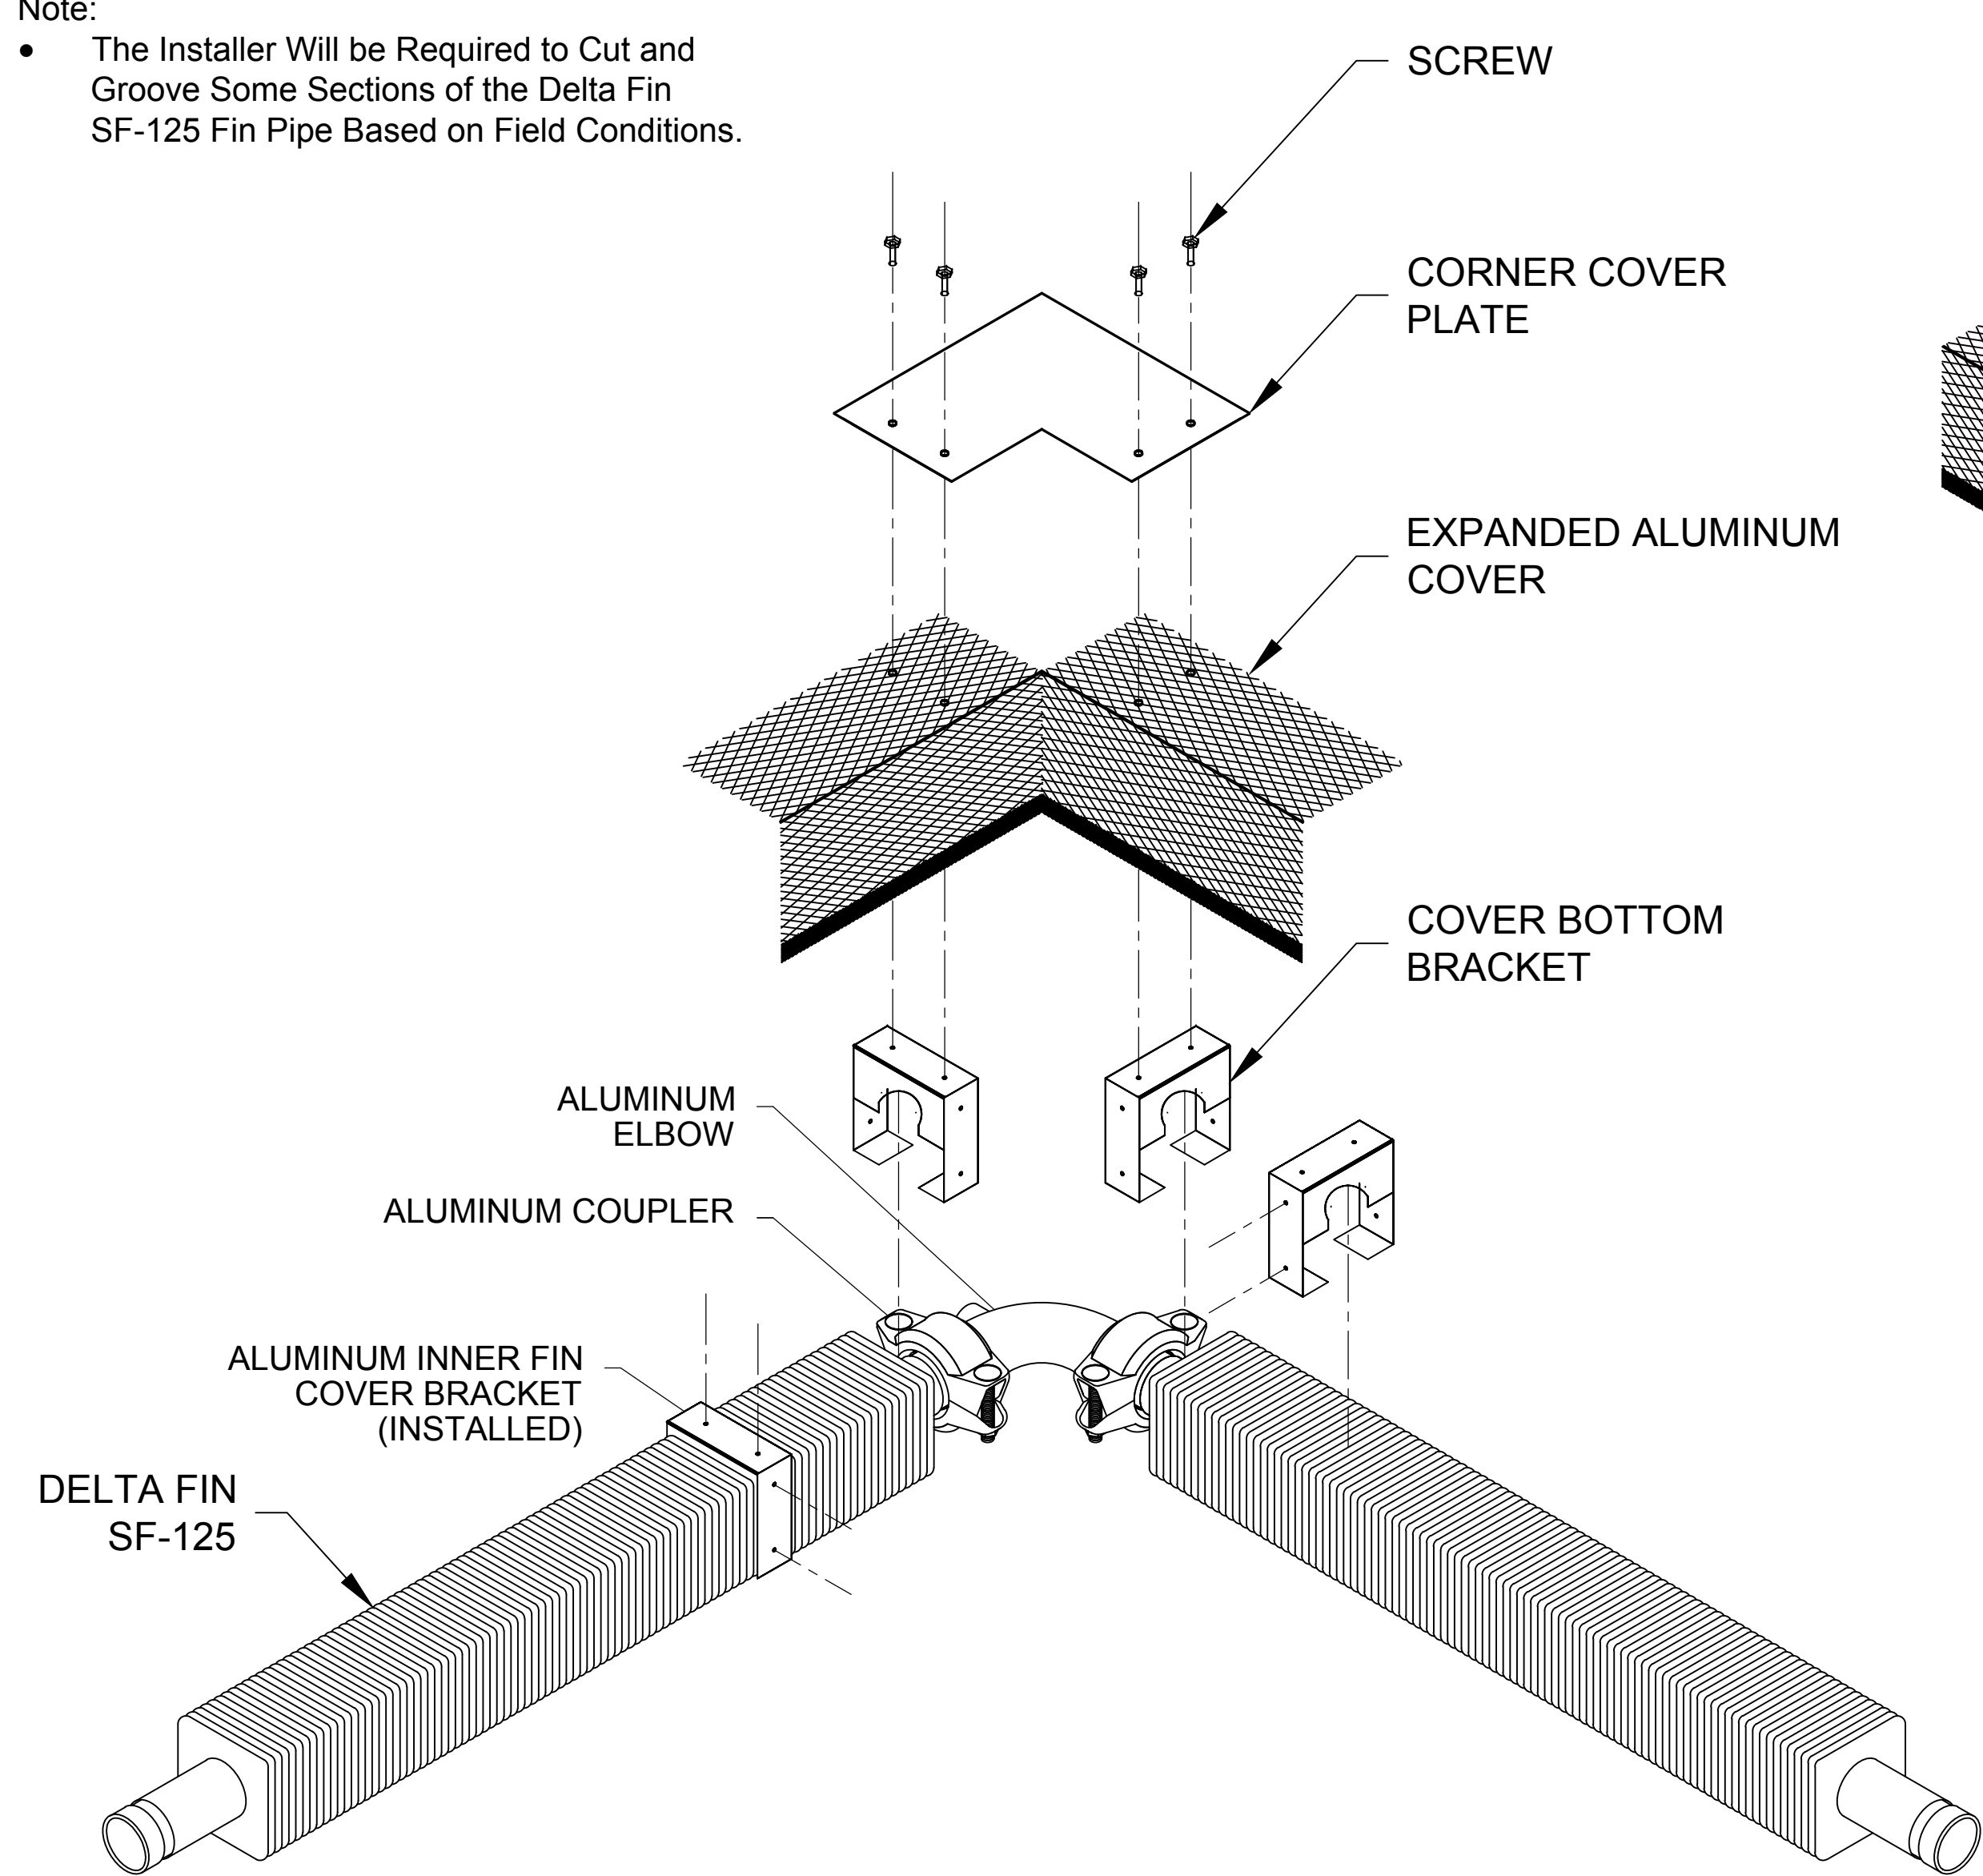 Note:
• The Installer Will be Required to Cut and
Groove Some Sections of the Delta Fin
SF-125 Fin Pipe Based on Field Conditions.
SCREW
CORNER COVER
PLATE
EXPANDED ALUMINUM
COVER
COVER BOTTOM
BRACKET
ALUMINUM
ELBOW
ALUMINUM COUPLER
ALUMINUM INNER FIN
COVER BRACKET
(INSTALLED)
DELTA FIN
SF-125